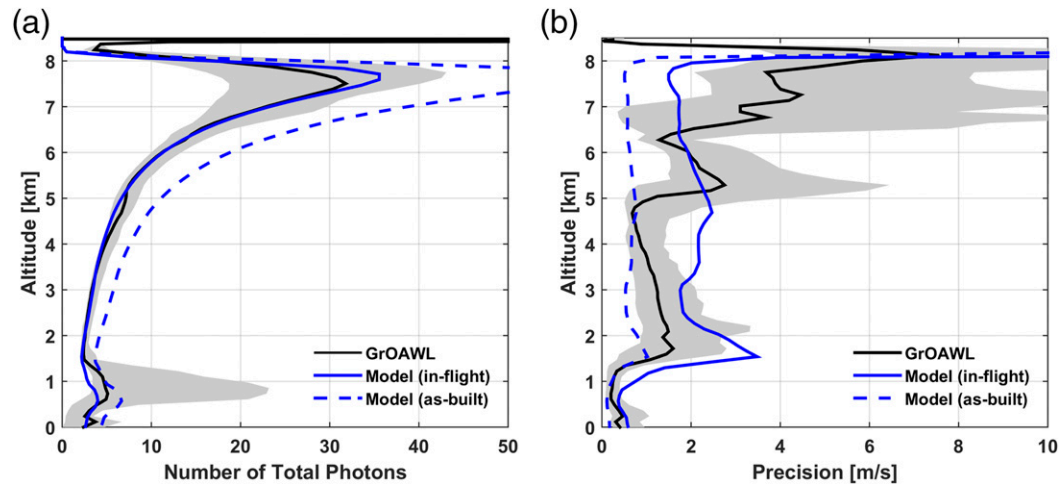 (a)
Altitude [km]
8
7
6
5
4
3
2
1
0
GrOAWL
Model (in-flight)
Model (as-built)
0 10 20 30 40 50
Number of Total Photons
(b)
Altitude [km]
8
7
6
5
4
3
2
1
0
GrOAWL
Model (in-flight)
Model (as-built)
0 2 4 6 8 10
Precision [m/s]